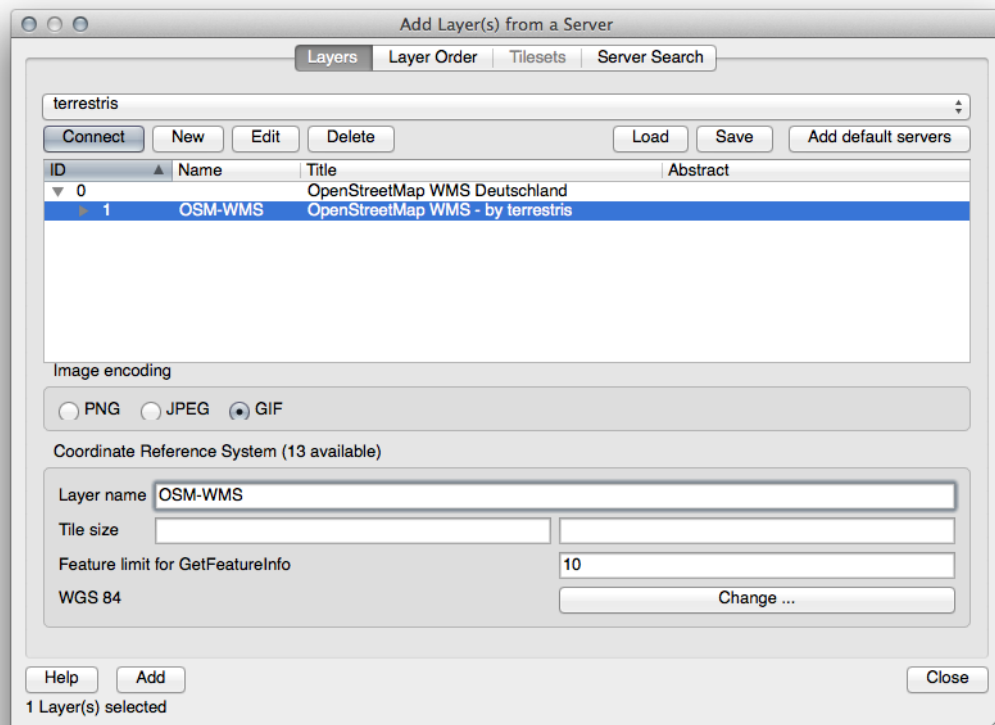 Add Layer(s) from a Server
Layers Layer Order Tilesets Server Search
terrestris
Connect New Edit Delete Load Save Add default servers
ID Name Title Abstract
0 OpenStreetMap WMS Deutschland
1 OSM-WMS OpenStreetMap WMS - by terrestris
Image encoding
PNG JPEG GIF
Coordinate Reference System (13 available)
Layer name OSM-WMS
Tile size
Feature limit for GetFeatureInfo 10
WGS 84 Change ...
Help Add Close
1 Layer(s) selected